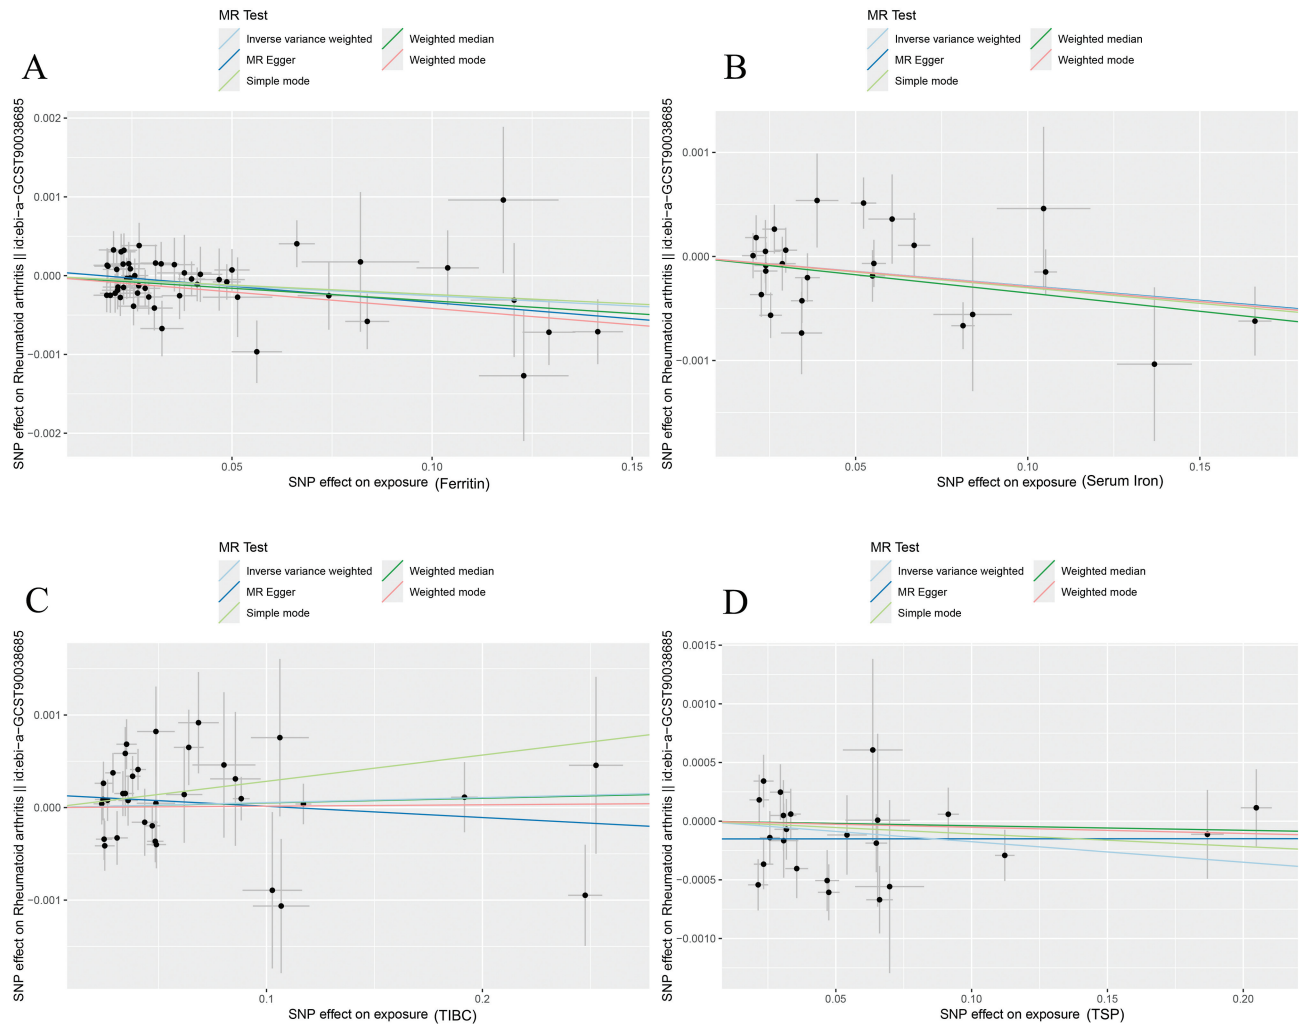 A
MR Test
Inverse variance weighted
Weighted median
MR Egger
Weighted mode
Simple mode
SNP effect on Rheumatoid arthritis || id:ebi-a-GCST90038685
0.002
0.001
0.000
−0.001
−0.002
0.05
0.10
0.15
SNP effect on exposure (Ferritin)
B
MR Test
Inverse variance weighted
Weighted median
MR Egger
Weighted mode
Simple mode
SNP effect on Rheumatoid arthritis || id:ebi-a-GCST90038685
0.001
0.000
−0.001
0.05
0.10
0.15
SNP effect on exposure (Serum Iron)
C
MR Test
Inverse variance weighted
Weighted median
MR Egger
Weighted mode
Simple mode
SNP effect on Rheumatoid arthritis || id:ebi-a-GCST90038685
0.001
0.000
−0.001
0.1
0.2
SNP effect on exposure (TIBC)
D
MR Test
Inverse variance weighted
Weighted median
MR Egger
Weighted mode
Simple mode
SNP effect on Rheumatoid arthritis || id:ebi-a-GCST90038685
0.0015
0.0010
0.0005
0.0000
−0.0005
−0.0010
0.05
0.10
0.15
0.20
SNP effect on exposure (TSP)